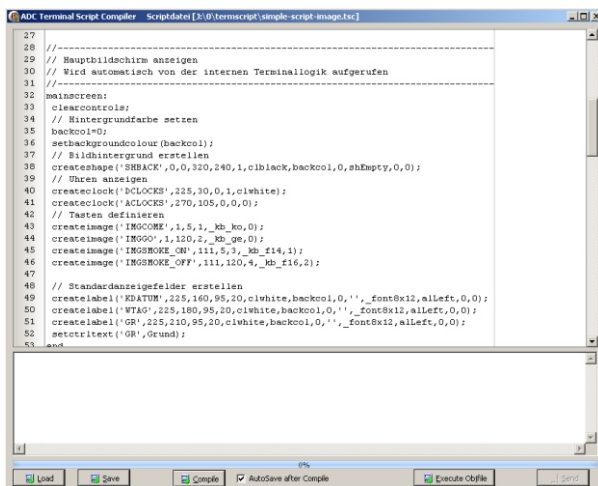 ADC Terminal Script Compiler Scriptdatei [J:\0\termscript\simple-script-image.tsc]
27
28 //-----------------------------------------------------------------------------
29 // Hauptbildschirm anzeigen
30 // Wird automatisch von der internen Terminallogik aufgerufen
31 //-----------------------------------------------------------------------------
32 mainscreen:
33 clearcontrols;
34 // Hintergrundfarbe setzen
35 backcol=0;
36 setbackgroundcolour(backcol);
37 // Bildhintergrund erstellen
38 createshape('SHBACK',0,0,320,240,1,clblack,backcol,0,shEmpty,0,0);
39 // Uhren anzeigen
40 createclock('DCLOCKS',225,30,0,1,clwhite);
41 createclock('ACLOCKS',270,105,0,0,0);
42 // Tasten definieren
43 createimage('IMGCOME',1,5,1,_kb_ko,0);
44 createimage('IMGGO',1,120,2,_kb_ge,0);
45 createimage('IMGSMOKE_ON',111,5,3,_kb_f14,1);
46 createimage('IMGSMOKE_OFF',111,120,4,_kb_f16,2);
47
48 // Standardanzeigefelder erstellen
49 createlabel('KDATUM',225,160,95,20,clwhite,backcol,0,'',_font8x12,alLeft,0,0);
50 createlabel('WTAG',225,180,95,20,clwhite,backcol,0,'',_font8x12,alLeft,0,0);
51 createlabel('GR',225,210,95,20,clwhite,backcol,0,'',_font8x12,alLeft,0,0);
52 setctrltext('GR',Grund);
53 end
0%
Load Save Compile AutoSave after Compile Execute Objfile Send